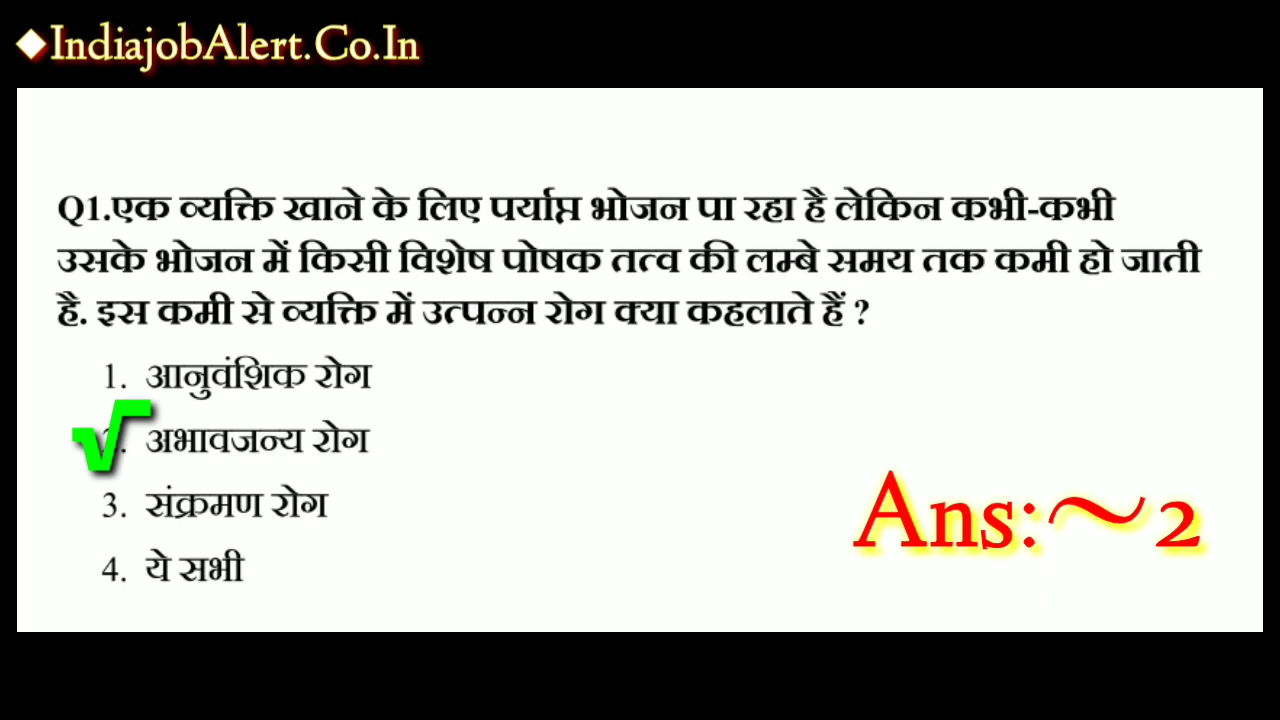 ◆IndiajobAlert.Co.In
Q1.एक व्यक्ति खाने के लिए पर्याप्त भोजन पा रहा है लेकिन कभी-कभी
उसके भोजन में किसी विशेष पोषक तत्व की लम्बे समय तक कमी हो जाती
है. इस कमी से व्यक्ति में उत्पन्न रोग क्या कहलाते हैं ?
1. आनुवंशिक रोग
√ 2. अभावजन्य रोग
3. संक्रमण रोग
4. ये सभी
Ans:~2